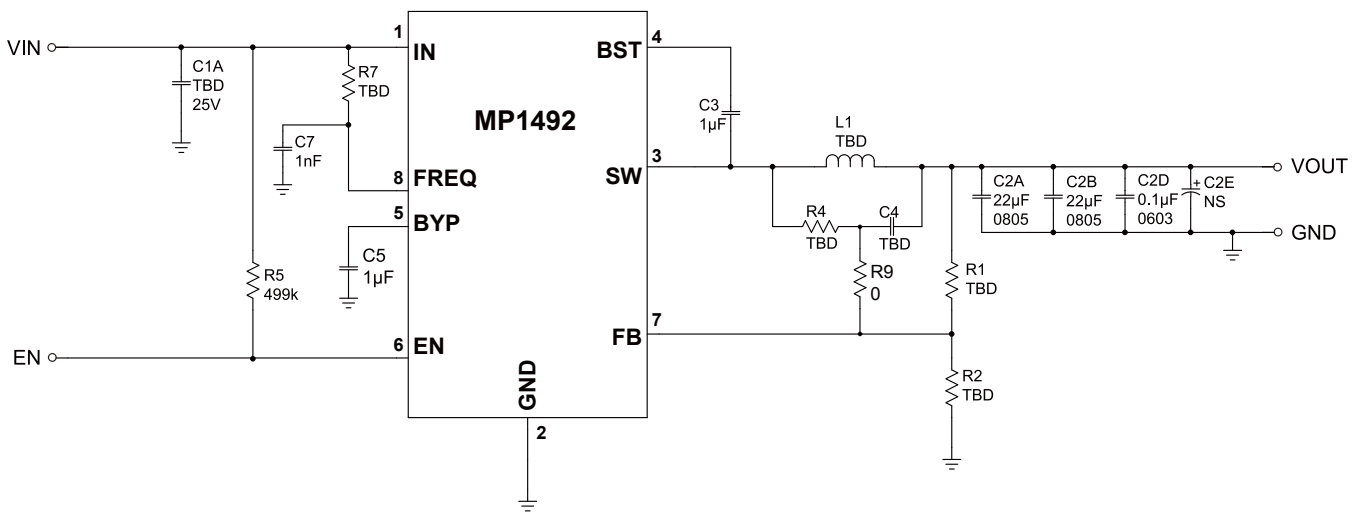 VIN
C1A
TBD
25V
R7
TBD
C7
1nF
R5
499k
C5
1µF
EN
1
IN
8
FREQ
5
BYP
6
EN
MP1492
GND
2
4
BST
3
SW
7
FB
C3
1µF
L1
TBD
R4
TBD
C4
TBD
R9
0
R1
TBD
R2
TBD
C2A
22µF
0805
C2B
22µF
0805
C2D
0.1µF
0603
+
C2E
NS
VOUT
GND